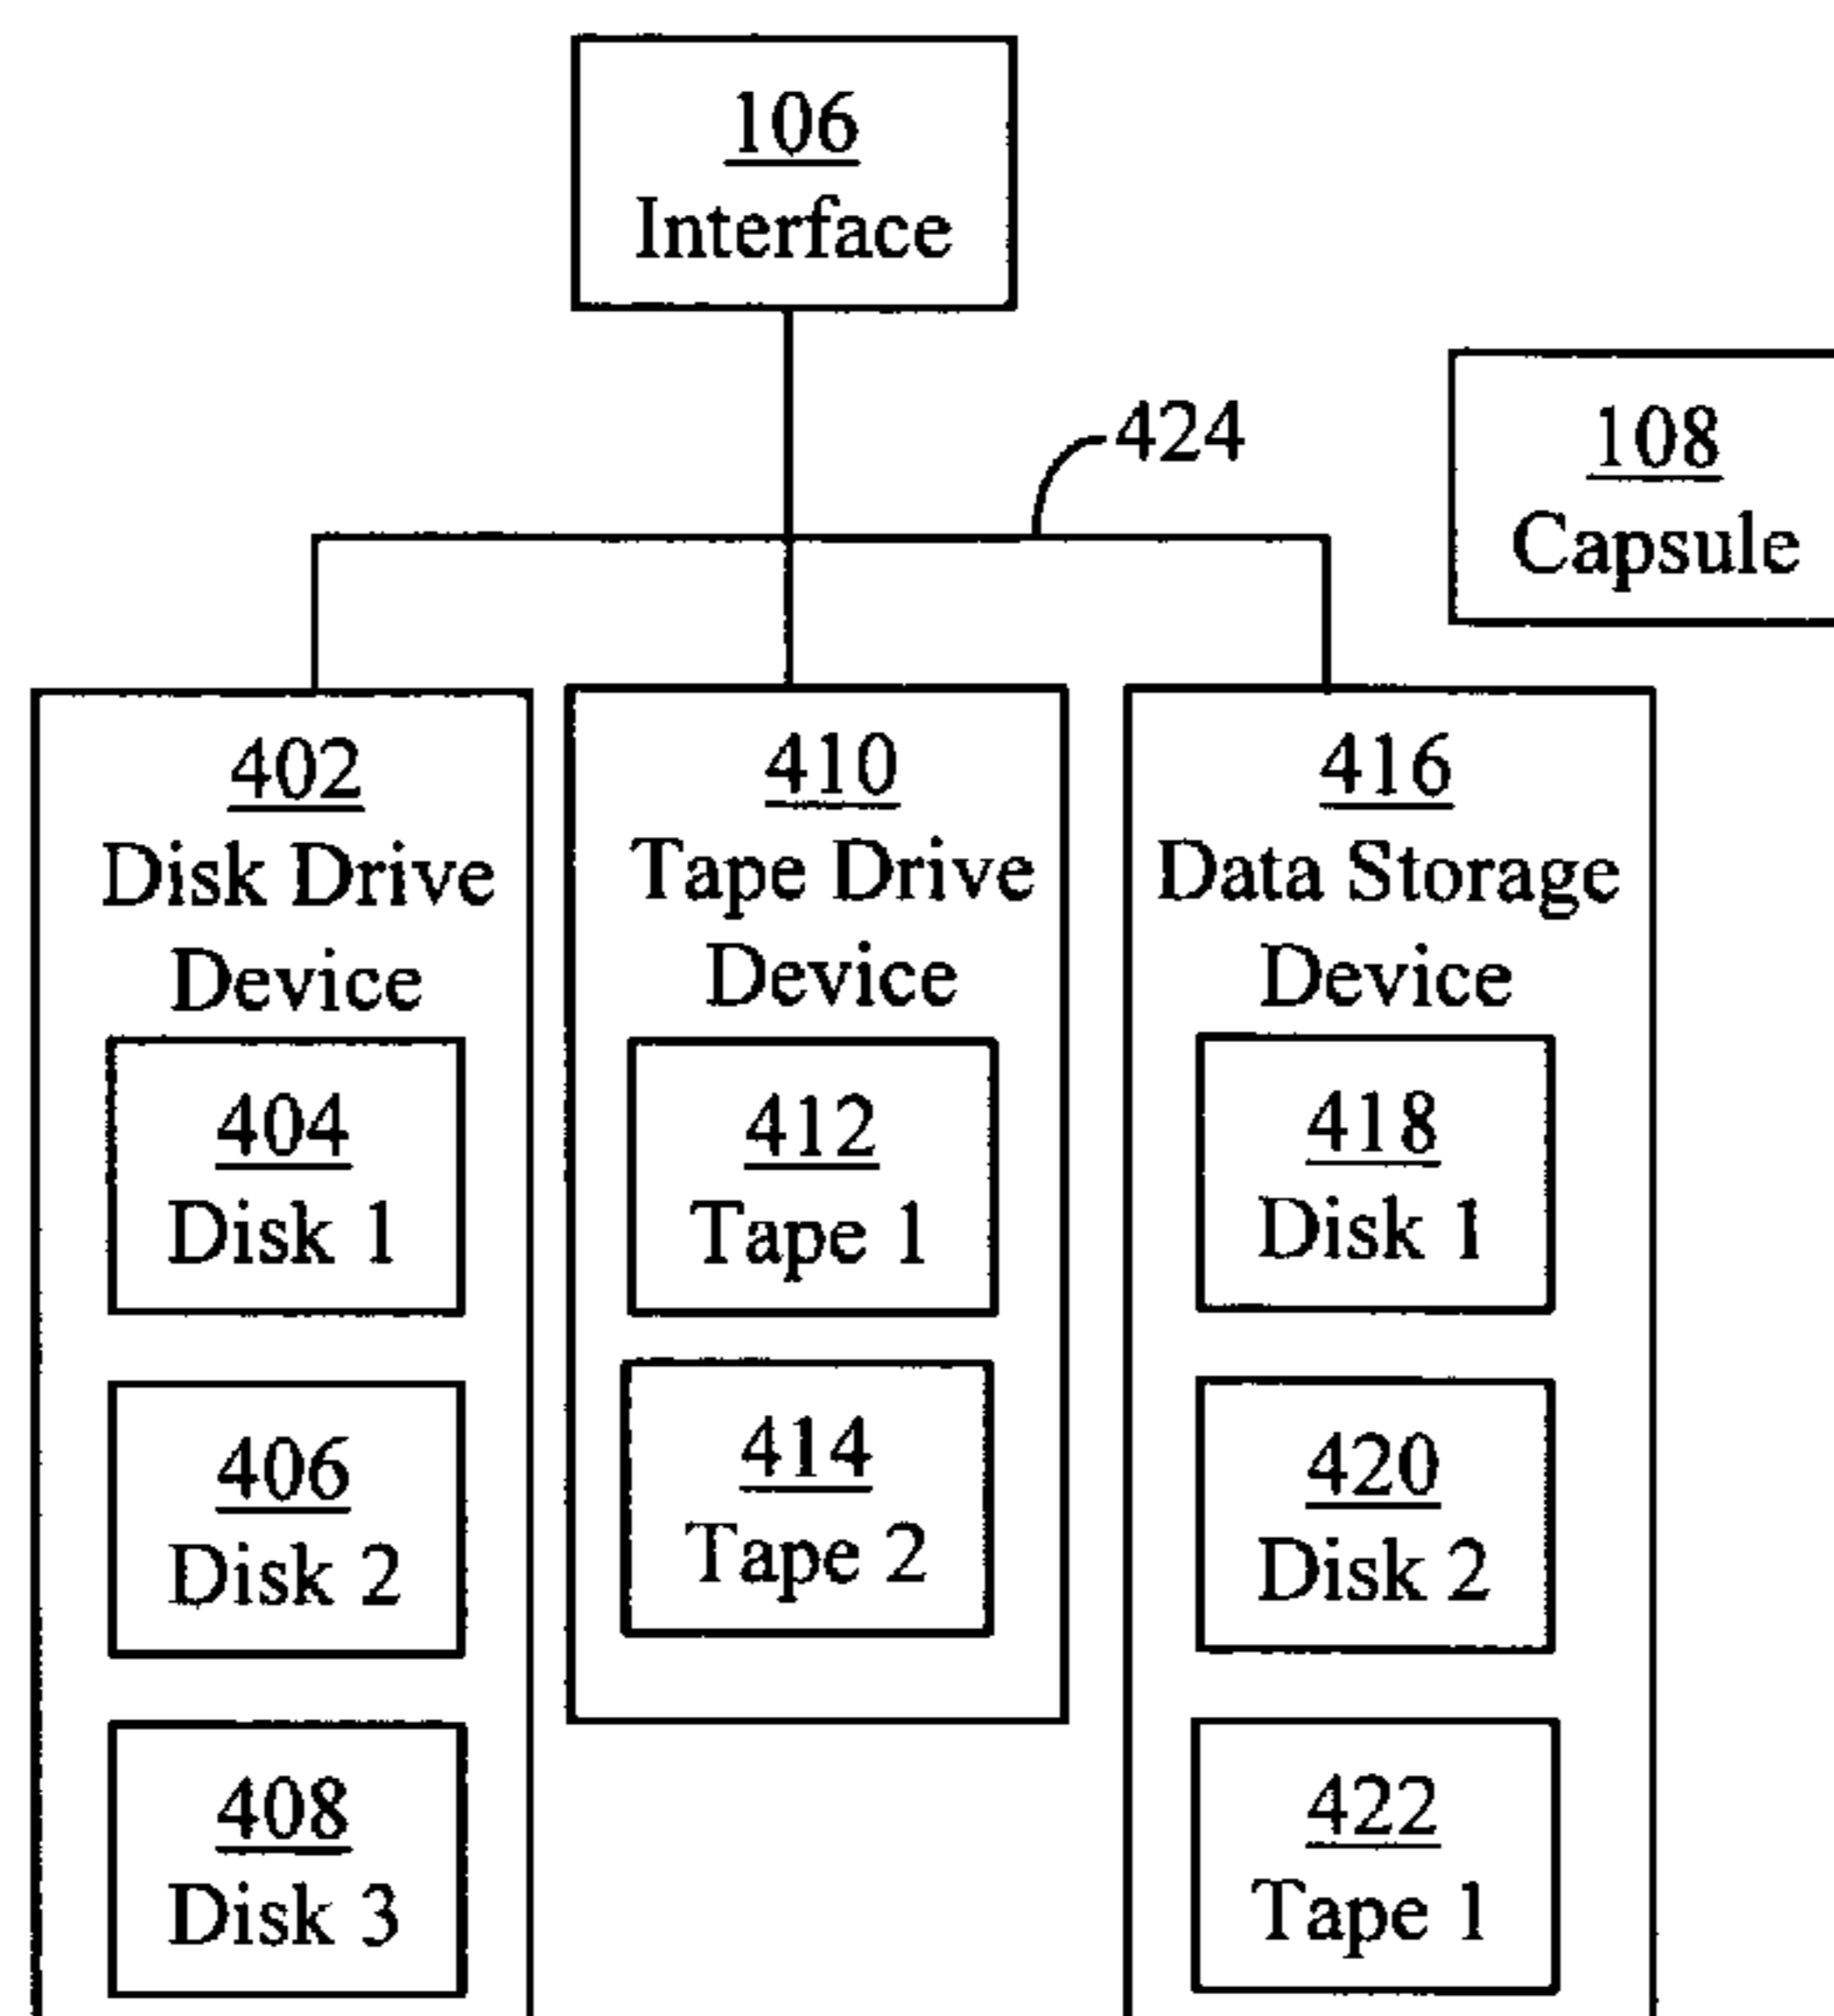 106
Interface
424
108
Capsule
402
Disk Drive
Device
404
Disk 1
406
Disk 2
408
Disk 3
410
Tape Drive
Device
412
Tape 1
414
Tape 2
416
Data Storage
Device
418
Disk 1
420
Disk 2
422
Tape 1